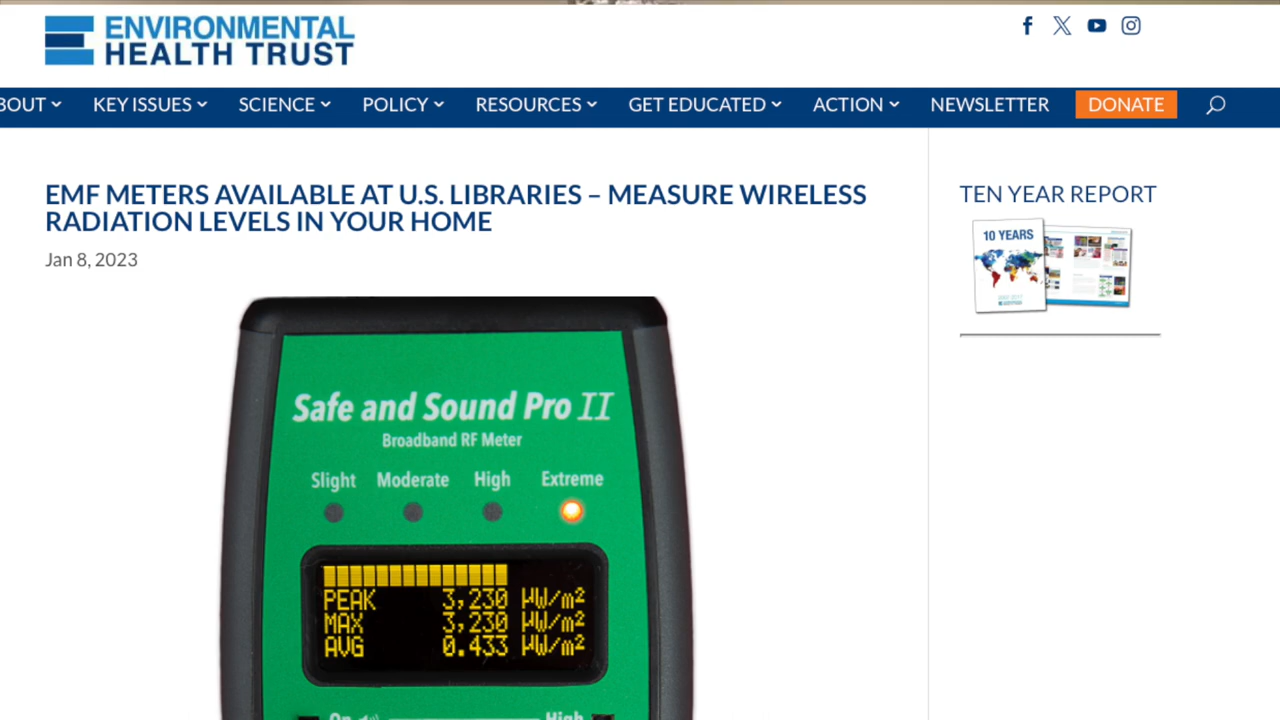 ENVIRONMENTAL
HEALTH TRUST
BOUT
KEY ISSUES
SCIENCE
POLICY
RESOURCES
GET EDUCATED
ACTION
NEWSLETTER
DONATE
EMF METERS AVAILABLE AT U.S. LIBRARIES – MEASURE WIRELESS
RADIATION LEVELS IN YOUR HOME
Jan 8, 2023
TEN YEAR REPORT
10 YEARS
Safe and Sound Pro II
Broadband RF Meter
Slight Moderate High Extreme
PEAK 3,230 µW/m²
MAX 3,230 µW/m²
AVG 0.433 µW/m²
On High